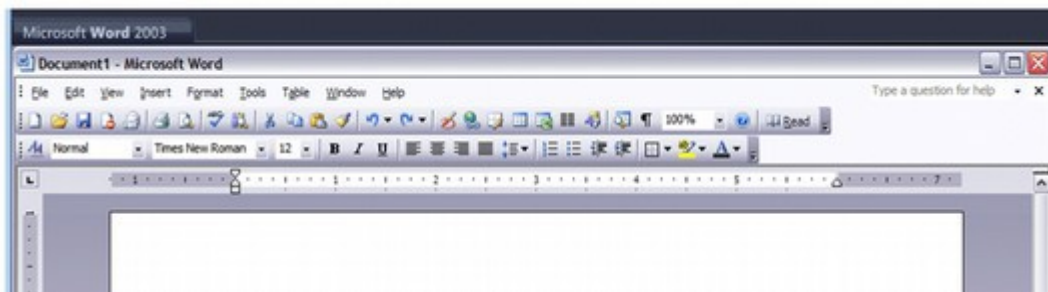 Microsoft Word 2003
Document1 - Microsoft Word
File Edit View Insert Format Tools Table Window Help Type a question for help
100% Read
Normal Times New Roman 12 B I U A
1 1 2 3 4 5 7